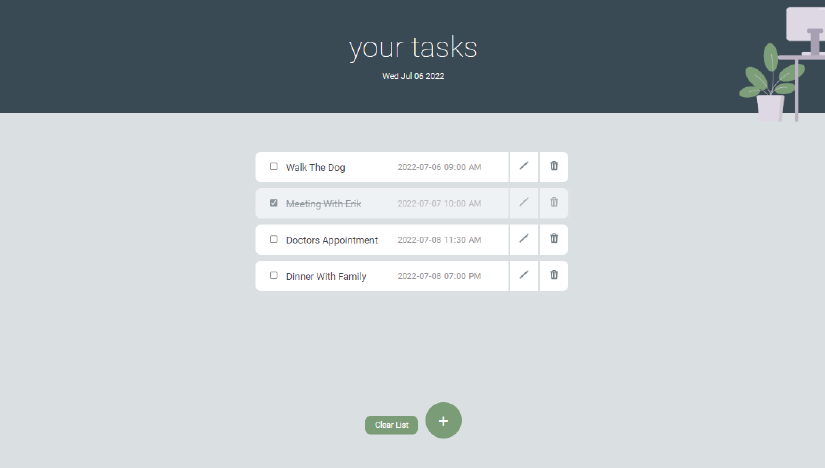 your tasks
Wed Jul 06 2022
Walk The Dog 2022-07-06 09:00 AM
Meeting With Erik 2022-07-07 10:00 AM
Doctors Appointment 2022-07-08 11:30 AM
Dinner With Family 2022-07-08 07:00 PM
Clear List +